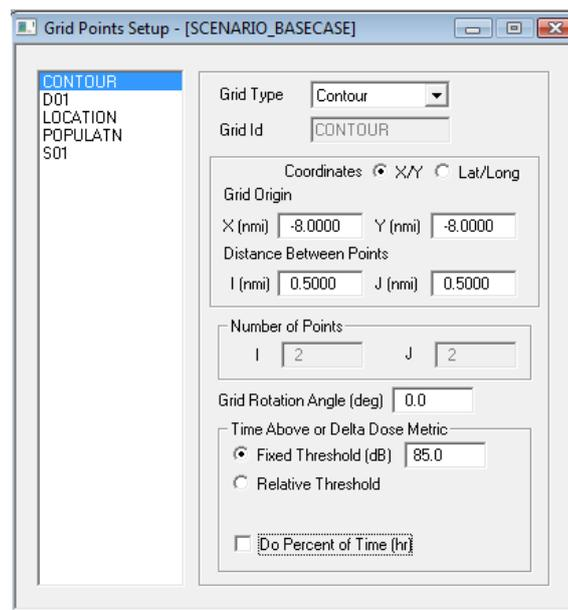 Grid Points Setup - [SCENARIO_BASECASE]
CONTOUR
D01
LOCATION
POPULATN
S01
Grid Type Contour
Grid Id CONTOUR
Coordinates X/Y Lat/Long
Grid Origin
X (nmi) -8.0000 Y (nmi) -8.0000
Distance Between Points
I (nmi) 0.5000 J (nmi) 0.5000
Number of Points
I 2 J 2
Grid Rotation Angle (deg) 0.0
Time Above or Delta Dose Metric
Fixed Threshold (dB) 85.0
Relative Threshold
Do Percent of Time (hr)